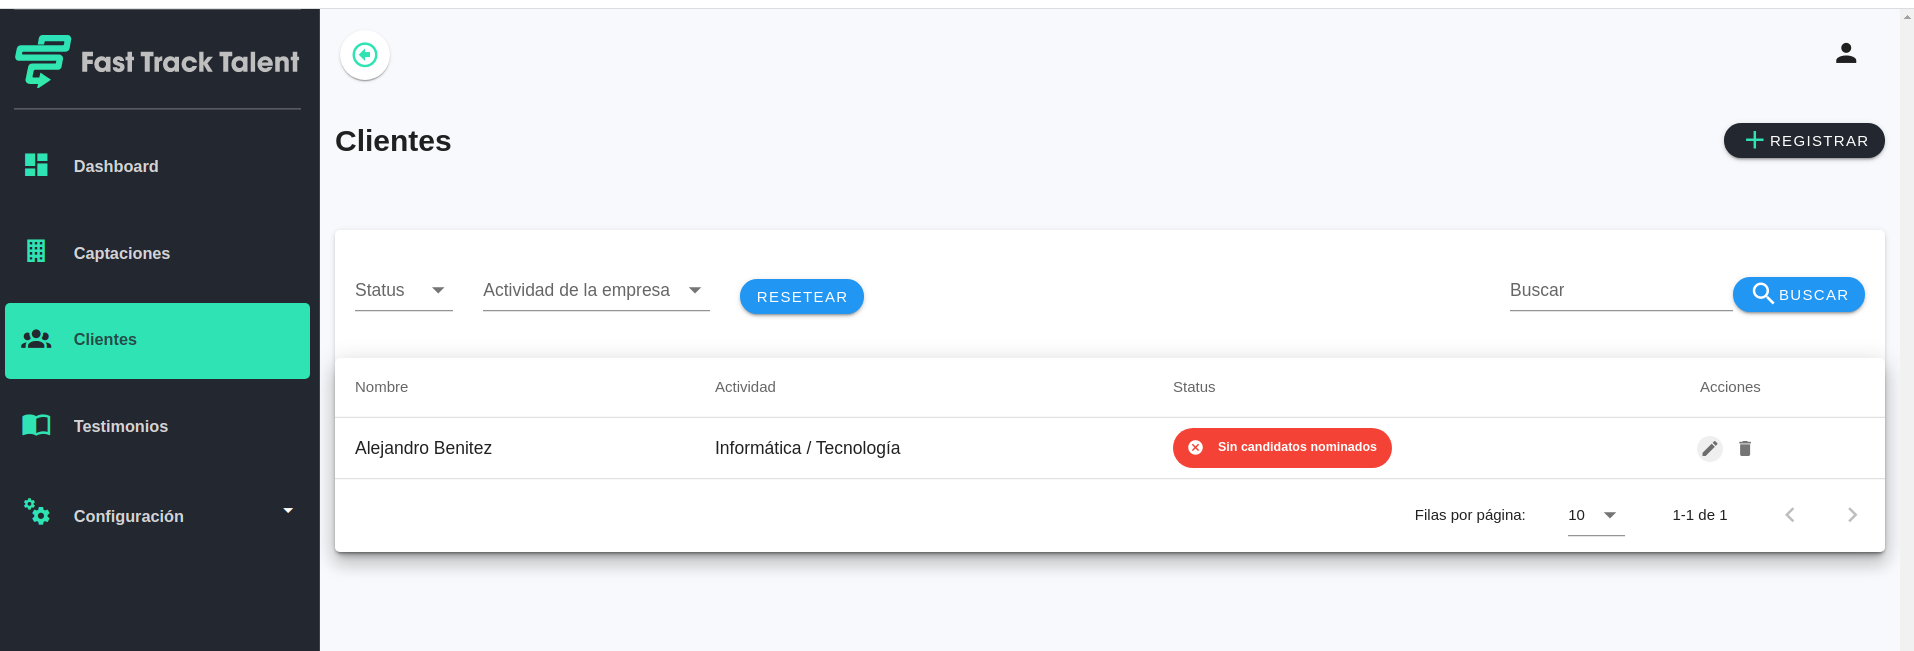 Fast Track Talent
Dashboard
Captaciones
Clientes
Testimonios
Configuración
Clientes
REGISTRAR
Status
Actividad de la empresa
RESETEAR
Buscar
BUSCAR
Nombre Actividad Status Acciones
Alejandro Benitez Informática / Tecnología Sin candidatos nominados
Filas por página: 10 1-1 de 1